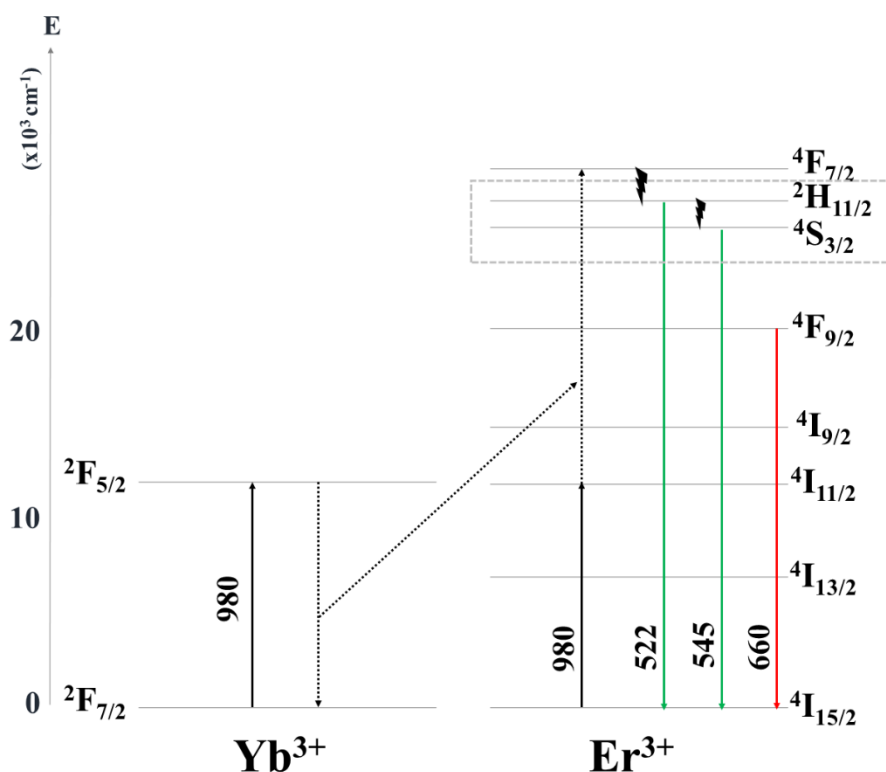 E
(x10³ cm⁻¹)
20
10
0
²F₅/₂
²F₇/₂
980
Yb³⁺
⁴F₇/₂
²H₁₁/₂
⁴S₃/₂
⁴F₉/₂
⁴I₉/₂
⁴I₁₁/₂
⁴I₁₃/₂
⁴I₁₅/₂
980
522
545
660
Er³⁺